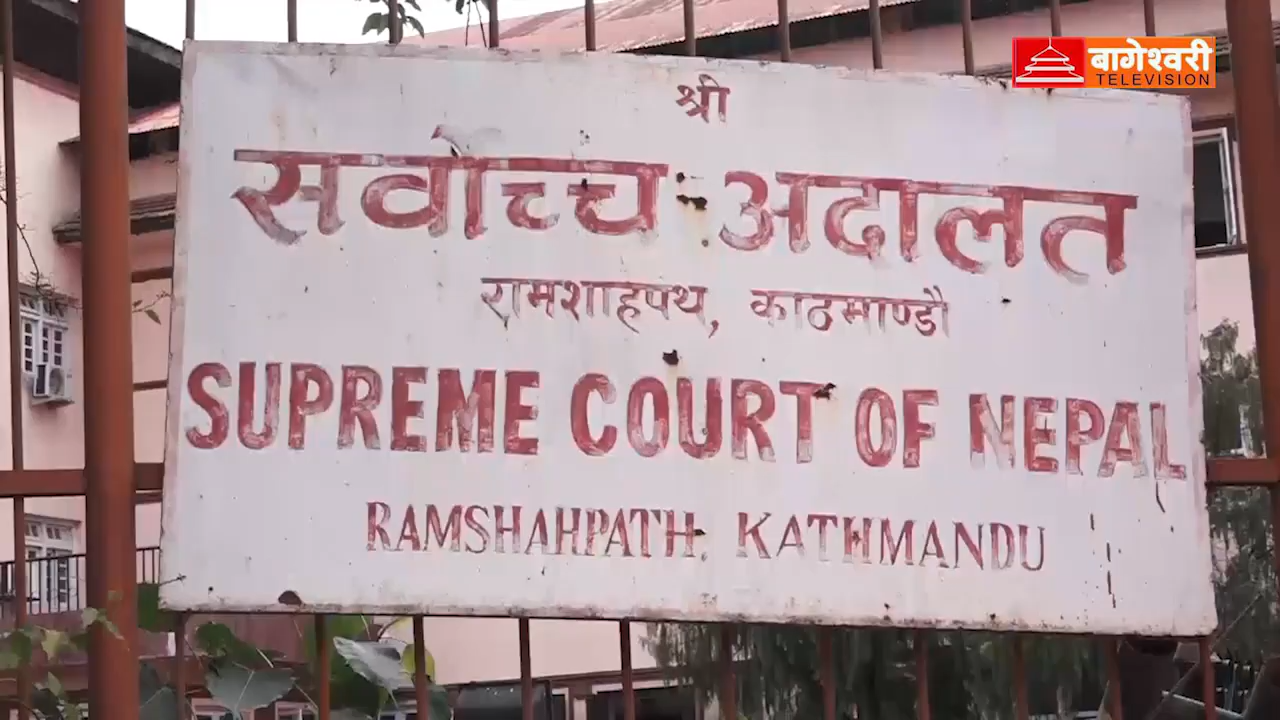 बागेश्वरी
TELEVISION
श्री
सर्वोच्च अदालत
रामशाहपथ, काठमाण्डौ
SUPREME COURT OF NEPAL
RAMSHAHPATH. KATHMANDU